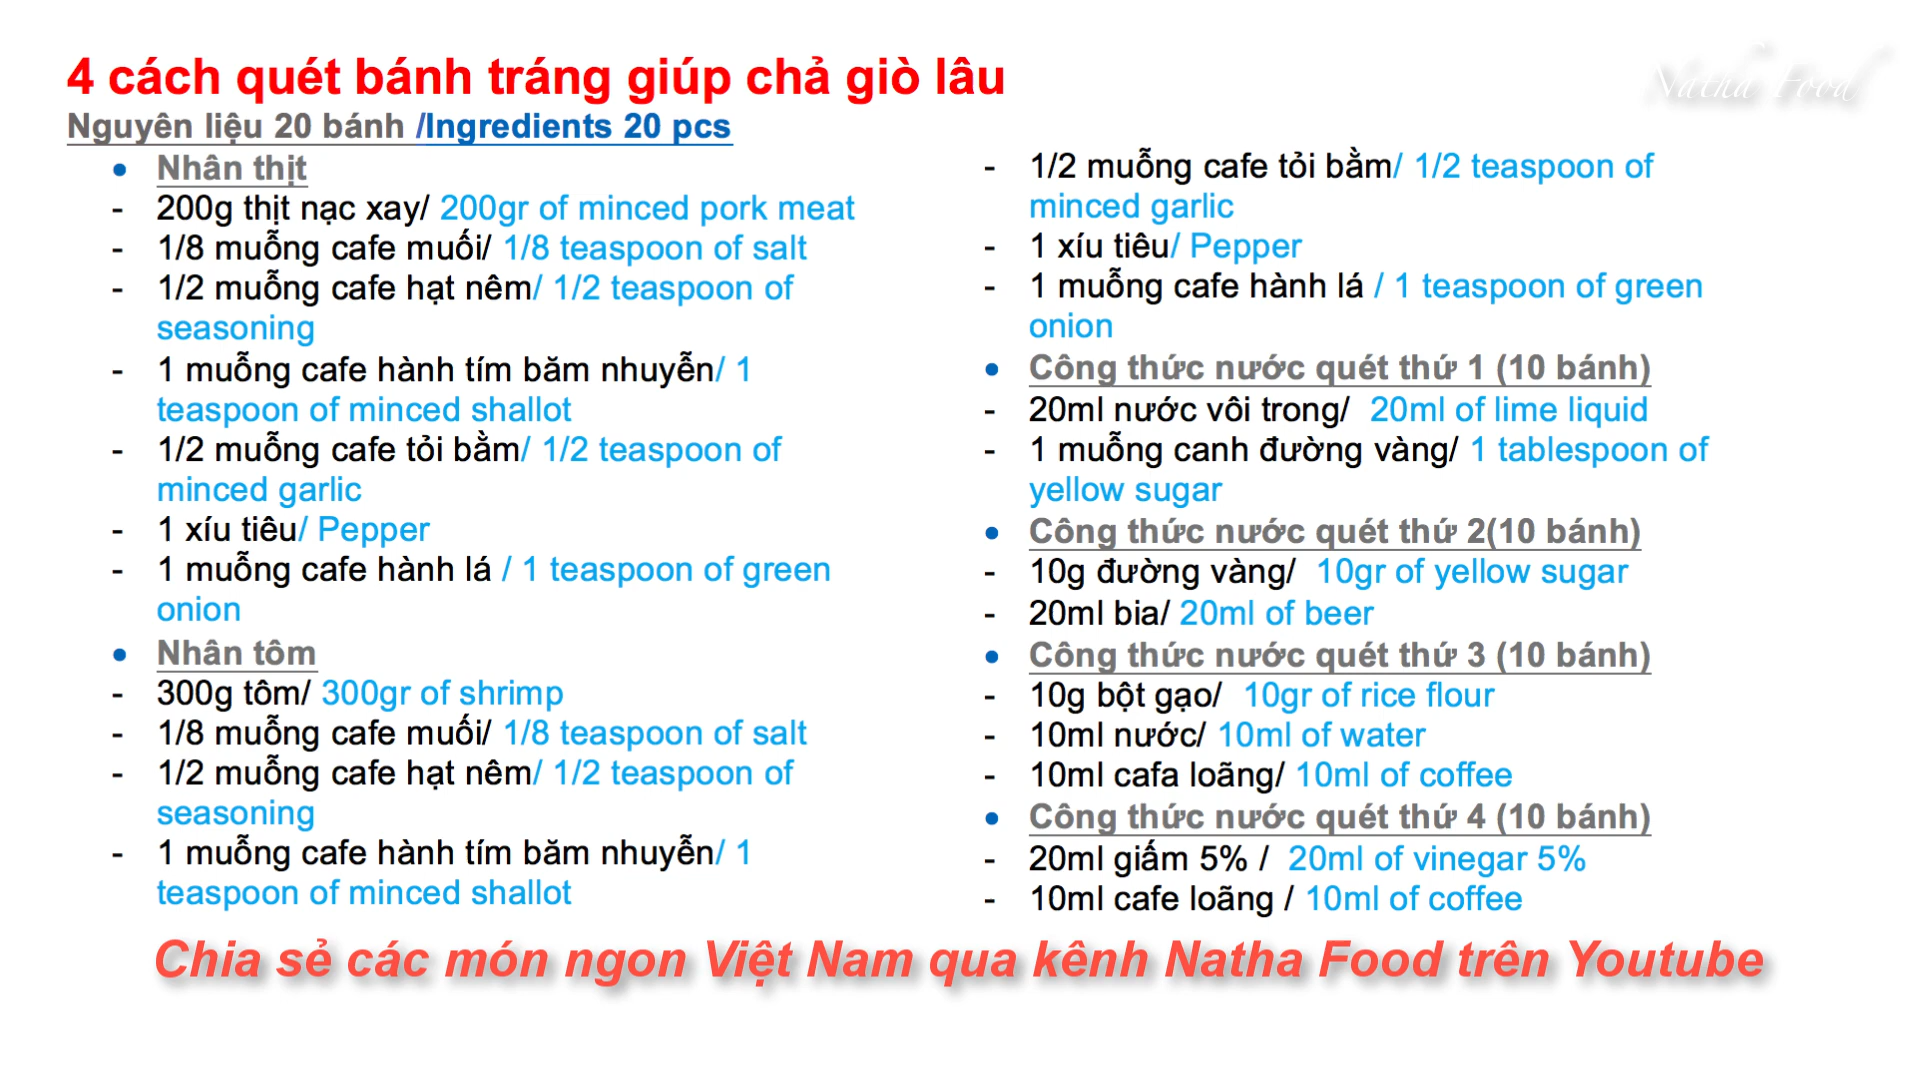 4 cách quét bánh tráng giúp chả giò lâu
Natha Food
Nguyên liệu 20 bánh /Ingredients 20 pcs
• Nhân thịt
- 200g thịt nạc xay/ 200gr of minced pork meat
- 1/8 muỗng cafe muối/ 1/8 teaspoon of salt
- 1/2 muỗng cafe hạt nêm/ 1/2 teaspoon of
seasoning
- 1 muỗng cafe hành tím băm nhuyễn/ 1
teaspoon of minced shallot
- 1/2 muỗng cafe tỏi bằm/ 1/2 teaspoon of
minced garlic
- 1 xíu tiêu/ Pepper
- 1 muỗng cafe hành lá / 1 teaspoon of green
onion
• Nhân tôm
- 300g tôm/ 300gr of shrimp
- 1/8 muỗng cafe muối/ 1/8 teaspoon of salt
- 1/2 muỗng cafe hạt nêm/ 1/2 teaspoon of
seasoning
- 1 muỗng cafe hành tím băm nhuyễn/ 1
teaspoon of minced shallot
- 1/2 muỗng cafe tỏi bằm/ 1/2 teaspoon of
minced garlic
- 1 xíu tiêu/ Pepper
- 1 muỗng cafe hành lá / 1 teaspoon of green
onion
• Công thức nước quét thứ 1 (10 bánh)
- 20ml nước vôi trong/ 20ml of lime liquid
- 1 muỗng canh đường vàng/ 1 tablespoon of
yellow sugar
• Công thức nước quét thứ 2(10 bánh)
- 10g đường vàng/ 10gr of yellow sugar
- 20ml bia/ 20ml of beer
• Công thức nước quét thứ 3 (10 bánh)
- 10g bột gạo/ 10gr of rice flour
- 10ml nước/ 10ml of water
- 10ml cafa loãng/ 10ml of coffee
• Công thức nước quét thứ 4 (10 bánh)
- 20ml giấm 5% / 20ml of vinegar 5%
- 10ml cafe loãng / 10ml of coffee
Chia sẻ các món ngon Việt Nam qua kênh Natha Food trên Youtube